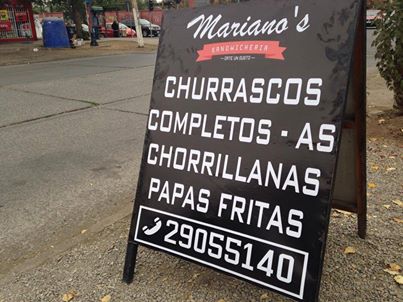 Mariano's
SANDWICHERIA
DATE UN GUSTO
CHURRASCOS
COMPLETOS - AS
CHORRILLANAS
PAPAS FRITAS
29055140